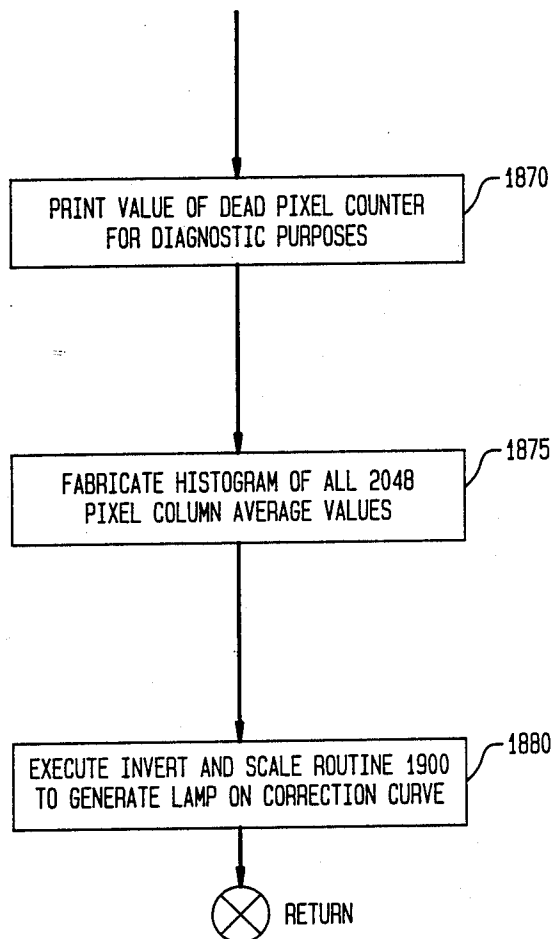 1870
PRINT VALUE OF DEAD PIXEL COUNTER
FOR DIAGNOSTIC PURPOSES
1875
FABRICATE HISTOGRAM OF ALL 2048
PIXEL COLUMN AVERAGE VALUES
1880
EXECUTE INVERT AND SCALE ROUTINE 1900
TO GENERATE LAMP ON CORRECTION CURVE
RETURN